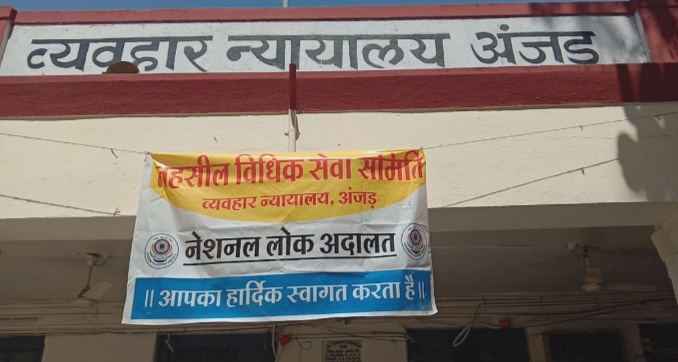 व्यवहार न्यायालय अंजड
तहसील विधिक सेवा समिति
व्यवहार न्यायालय, अंजड़
नेशनल लोक अदालत
॥ आपका हार्दिक स्वागत करता है ॥